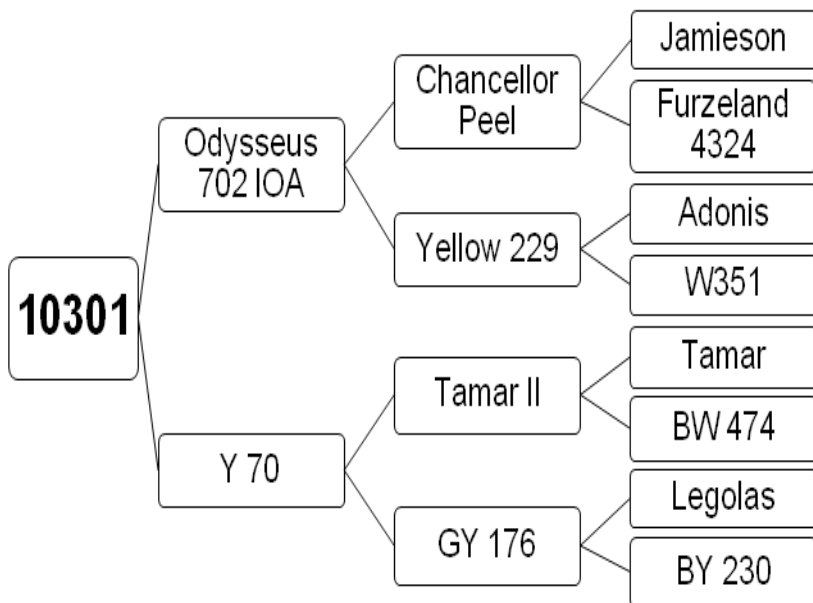 10301
Odysseus
702 IOA
Y 70
Chancellor
Peel
Yellow 229
Tamar II
GY 176
Jamieson
Furzeland
4324
Adonis
W351
Tamar
BW 474
Legolas
BY 230